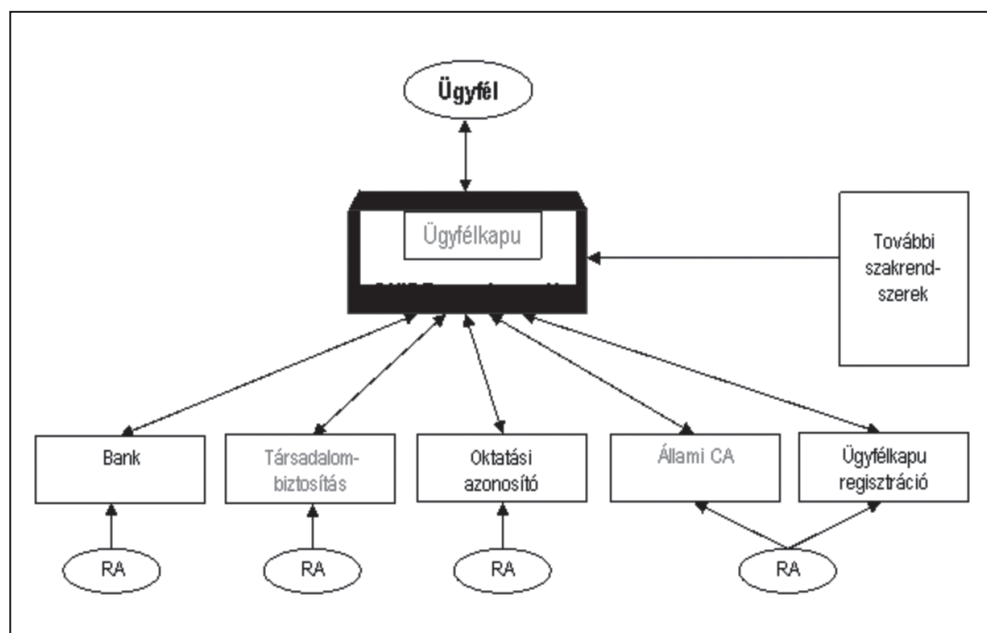 Ügyfél
Ügyfélkapu
További
szakrend-
szerek
Bank
Társadalom-
biztosítás
Oktatási
azonosító
Állami CA
Ügyfélkapu
regisztráció
RA
RA
RA
RA